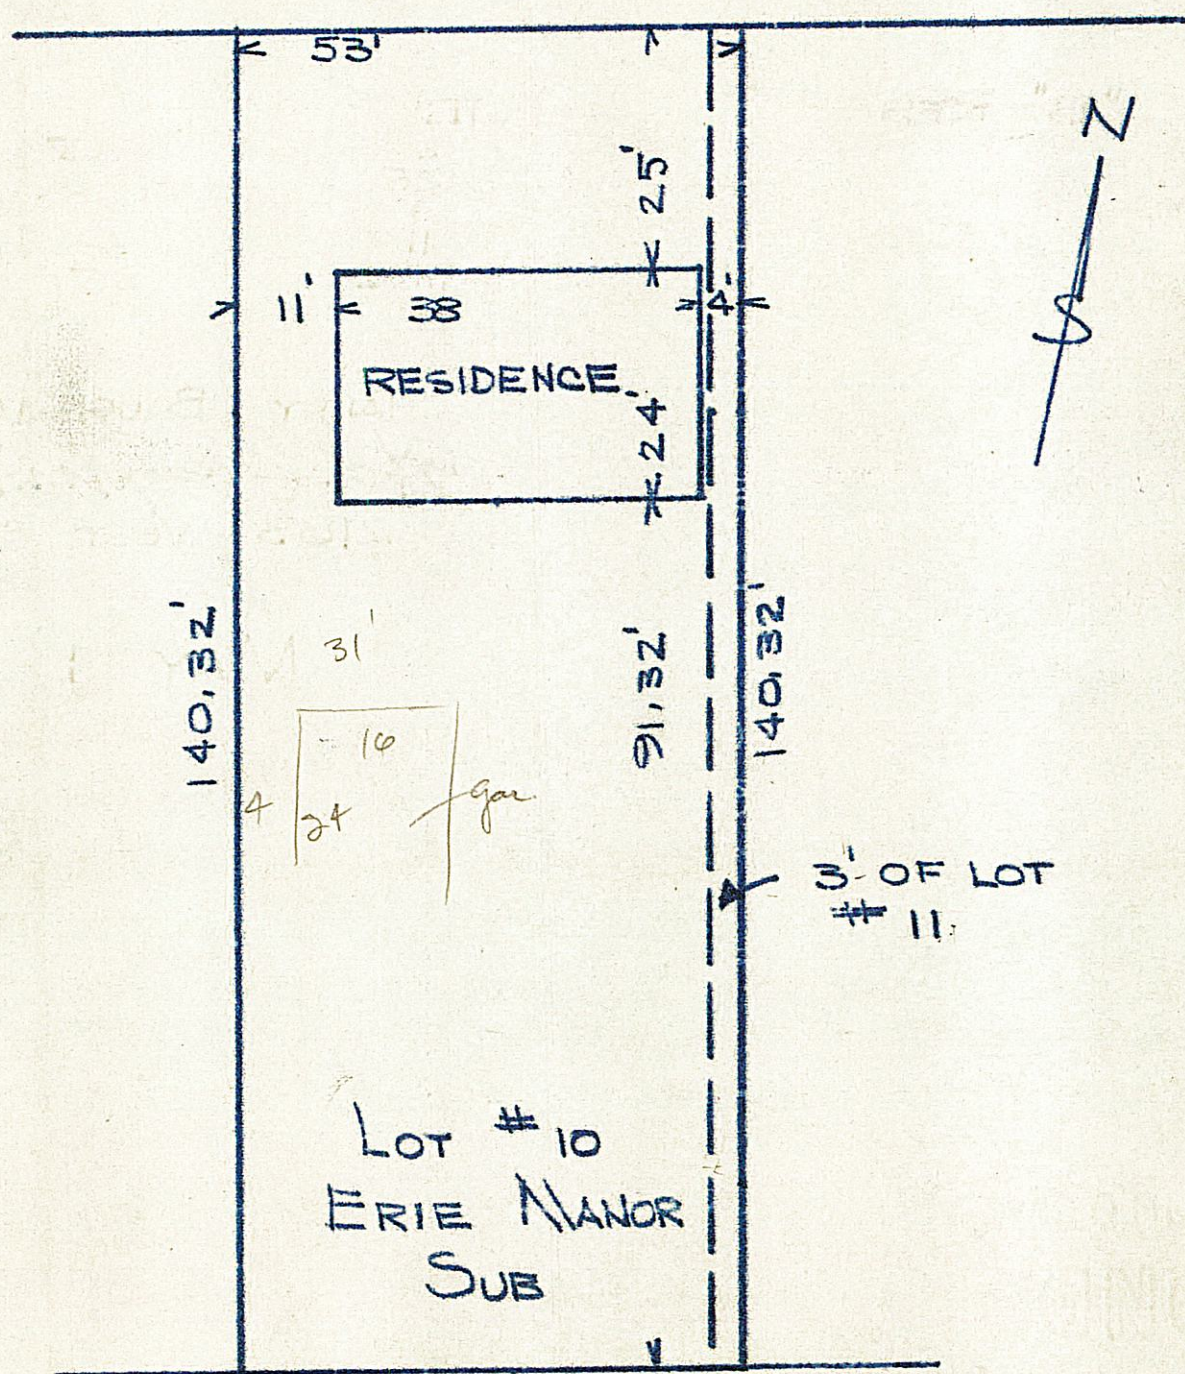 53'
N
25'
11'
38
4'
RESIDENCE
24'
S
140.32'
31'
91.32'
140.32'
16
4
24
gar
3' OF LOT
# 11
LOT # 10
ERIE MANOR
SUB